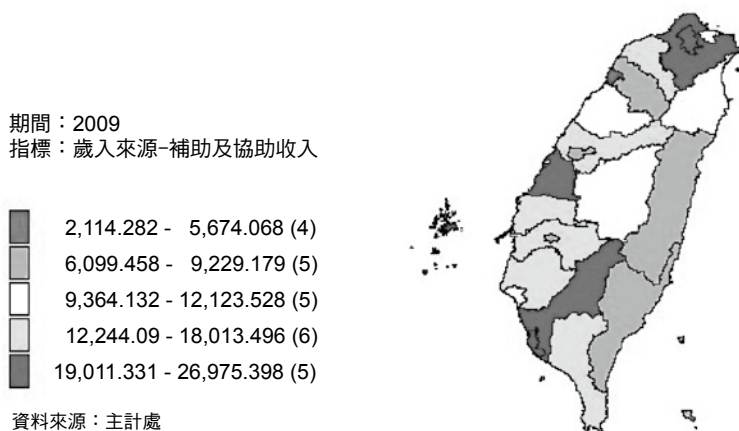 期間：2009
指標：歲入來源-補助及協助收入
2,114.282 - 5,674.068 (4)
6,099.458 - 9,229.179 (5)
9,364.132 - 12,123.528 (5)
12,244.09 - 18,013.496 (6)
19,011.331 - 26,975.398 (5)
資料來源：主計處